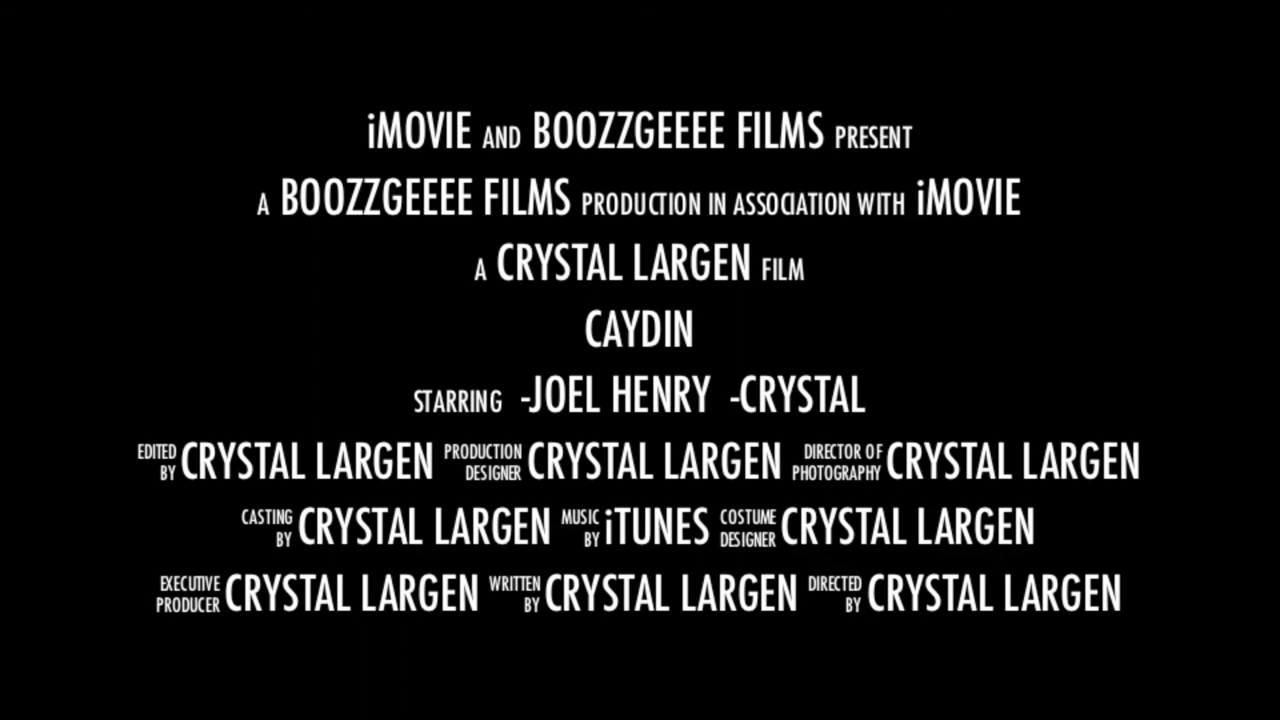 iMOVIE AND BOOZZGEEEE FILMS PRESENT
A BOOZZGEEEE FILMS PRODUCTION IN ASSOCIATION WITH iMOVIE
A CRYSTAL LARGEN FILM
CAYDIN
STARRING -JOEL HENRY -CRYSTAL
EDITED BY CRYSTAL LARGEN PRODUCTION DESIGNER CRYSTAL LARGEN DIRECTOR OF PHOTOGRAPHY CRYSTAL LARGEN
CASTING BY CRYSTAL LARGEN MUSIC BY iTUNES COSTUME DESIGNER CRYSTAL LARGEN
EXECUTIVE PRODUCER CRYSTAL LARGEN WRITTEN BY CRYSTAL LARGEN DIRECTED BY CRYSTAL LARGEN